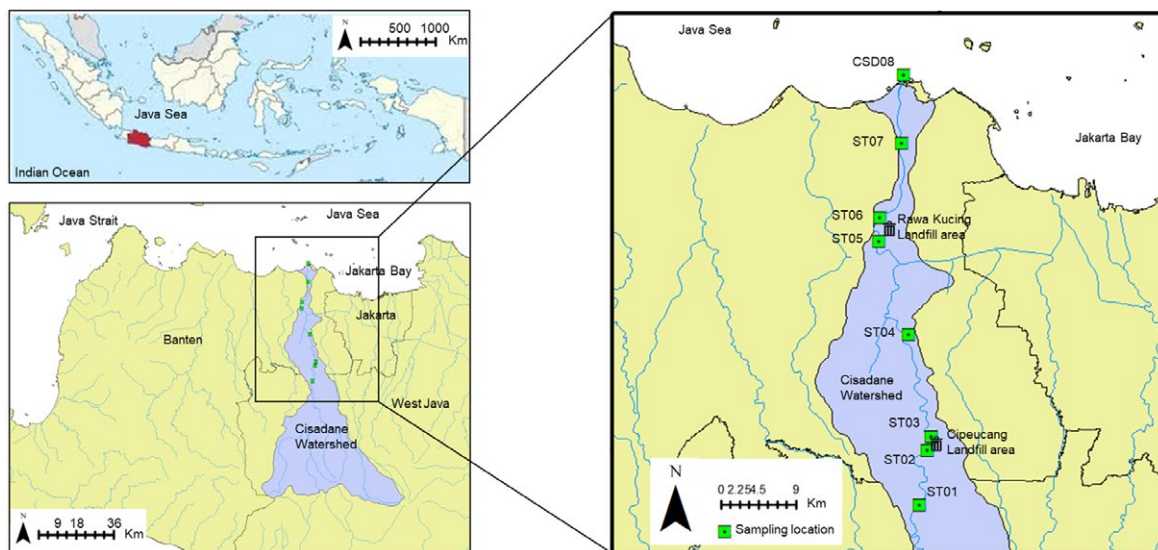 N
500 1000
Km
Java Sea
Indian Ocean
Java Strait
Java Sea
Jakarta Bay
Jakarta
Banten
West Java
Cisadane
Watershed
N
9 18 36
Km
Java Sea
CSD08
Jakarta Bay
ST07
ST06
Rawa Kucing
Landfill area
ST05
ST04
Cisadane
Watershed
ST03
Cipeucang
Landfill area
ST02
ST01
N
0 2.254.5 9
Km
Sampling location